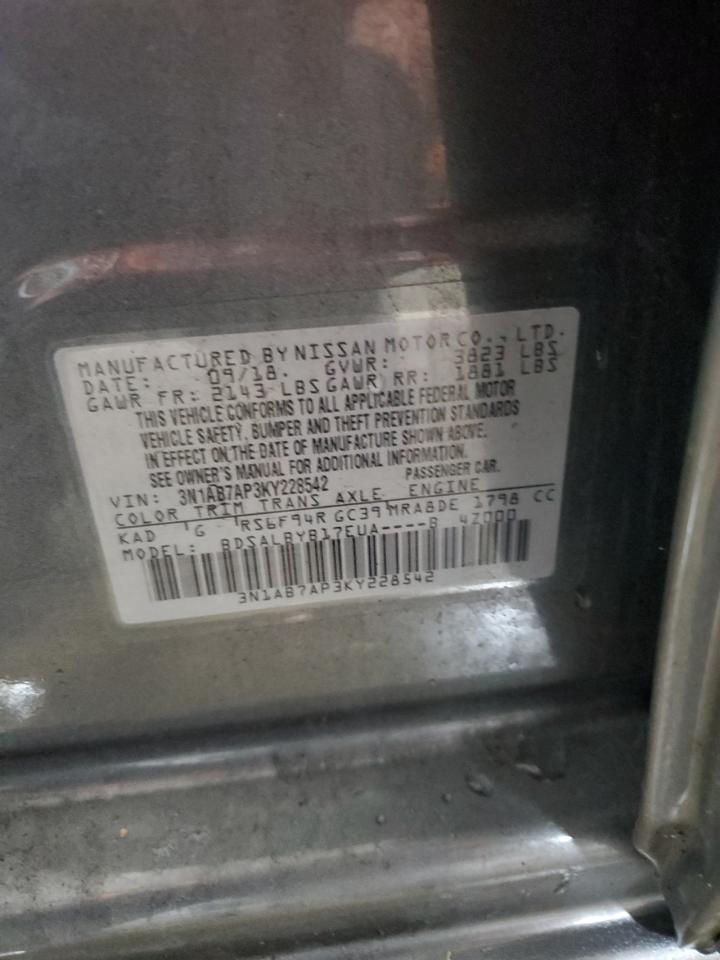 MANUFACTURED BY NISSAN MOTOR CO., LTD.
DATE: 09/18. GVWR: 3823 LBS
GAWR FR: 2143 LBS GAWR RR: 1881 LBS
THIS VEHICLE CONFORMS TO ALL APPLICABLE FEDERAL MOTOR
VEHICLE SAFETY, BUMPER AND THEFT PREVENTION STANDARDS
IN EFFECT ON THE DATE OF MANUFACTURE SHOWN ABOVE.
SEE OWNER'S MANUAL FOR ADDITIONAL INFORMATION.
VIN: 3N1AB7AP3KY228542 PASSENGER CAR.
COLOR TRIM TRANS AXLE ENGINE
KAD G RS6F94R GC39 MRA8DE 1798 CC
MODEL: BDSALBYB17EUA----B 4Z000
3N1AB7AP3KY228542